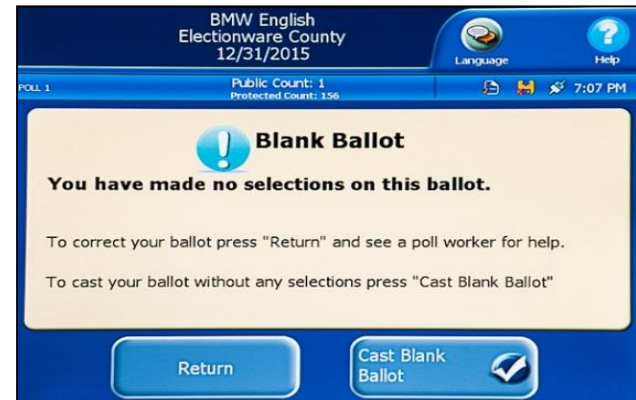 BMW English
Electionware County
12/31/2015
Language
Help
POLL 1
Public Count: 1
Protected Count: 156
7:07 PM
Blank Ballot
You have made no selections on this ballot.
To correct your ballot press "Return" and see a poll worker for help.
To cast your ballot without any selections press "Cast Blank Ballot"
Return
Cast Blank
Ballot